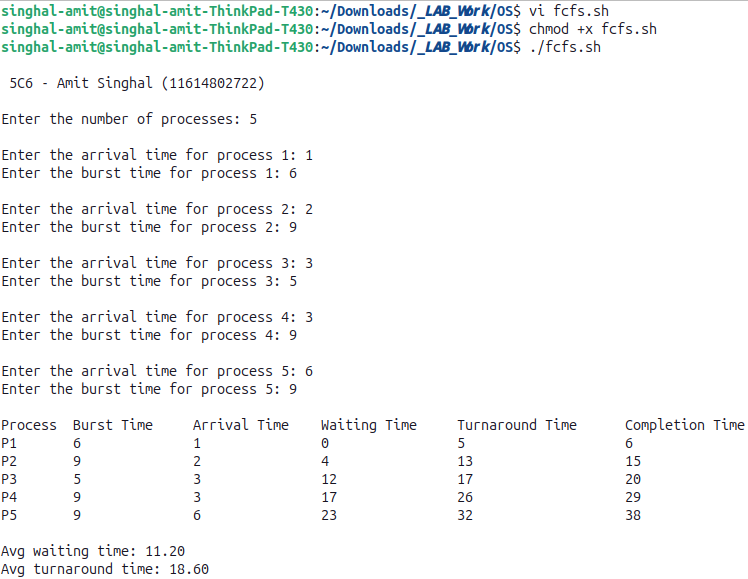 singhal-amit@singhal-amit-ThinkPad-T430:~/Downloads/_LAB_Work/OS$ vi fcfs.sh
singhal-amit@singhal-amit-ThinkPad-T430:~/Downloads/_LAB_Work/OS$ chmod +x fcfs.sh
singhal-amit@singhal-amit-ThinkPad-T430:~/Downloads/_LAB_Work/OS$ ./fcfs.sh
5C6 - Amit Singhal (11614802722)
Enter the number of processes: 5
Enter the arrival time for process 1: 1
Enter the burst time for process 1: 6
Enter the arrival time for process 2: 2
Enter the burst time for process 2: 9
Enter the arrival time for process 3: 3
Enter the burst time for process 3: 5
Enter the arrival time for process 4: 3
Enter the burst time for process 4: 9
Enter the arrival time for process 5: 6
Enter the burst time for process 5: 9
Process Burst Time Arrival Time Waiting Time Turnaround Time Completion Time
P1 6 1 0 5 6
P2 9 2 4 13 15
P3 5 3 12 17 20
P4 9 3 17 26 29
P5 9 6 23 32 38
Avg waiting time: 11.20
Avg turnaround time: 18.60